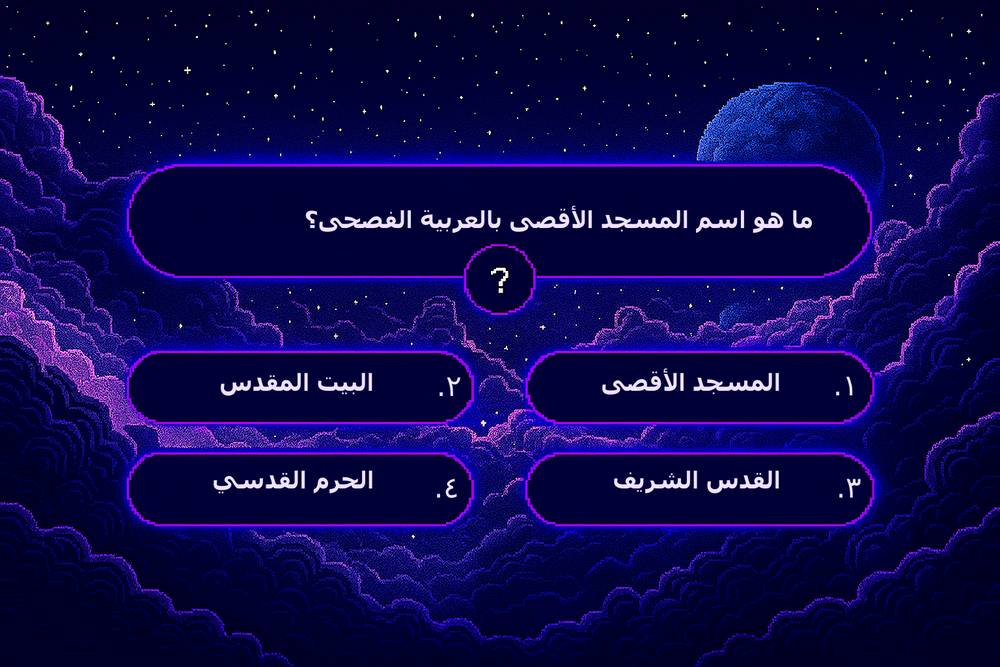 ما هو اسم المسجد الأقصى بالعربية الفصحى؟
?
١. المسجد الأقصى
٢. البيت المقدس
٣. القدس الشريف
٤. الحرم القدسي